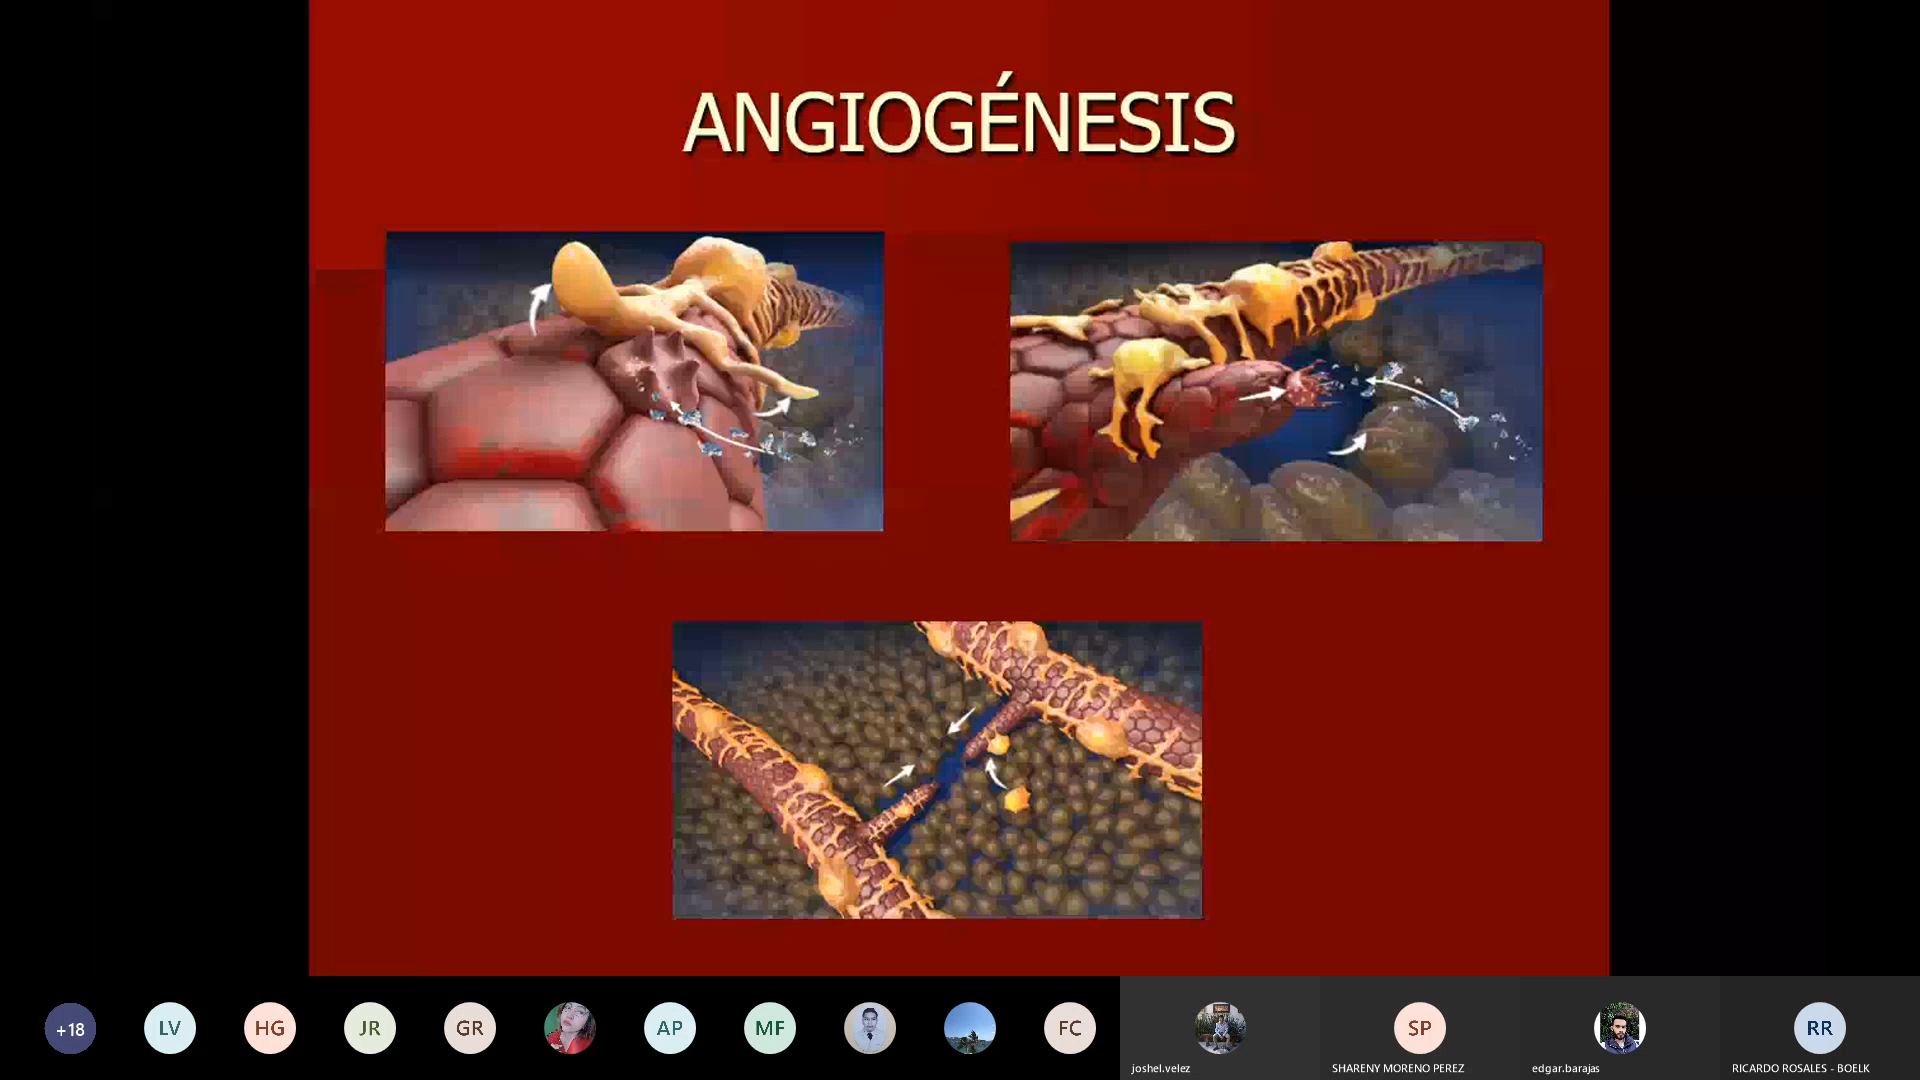 ANGIOGÉNESIS
+18
LV
HG
JR
GR
AP
MF
FC
joshel.velez
SP
SHARENY MORENO PEREZ
edgar.barajas
RR
RICARDO ROSALES - BOELK